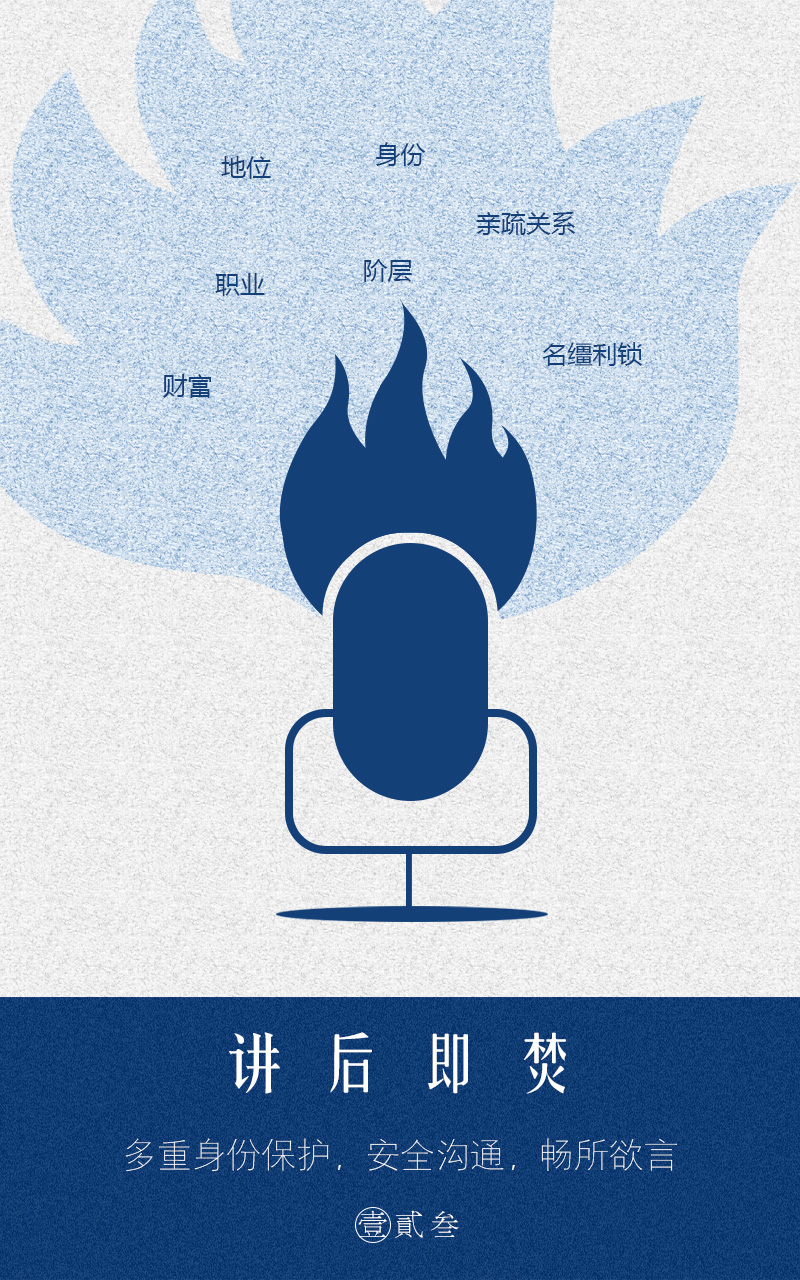 身份
地位
亲疏关系
阶层
职业
名缰利锁
财富
讲后即焚
多重身份保护，安全沟通，畅所欲言
壹貳叁